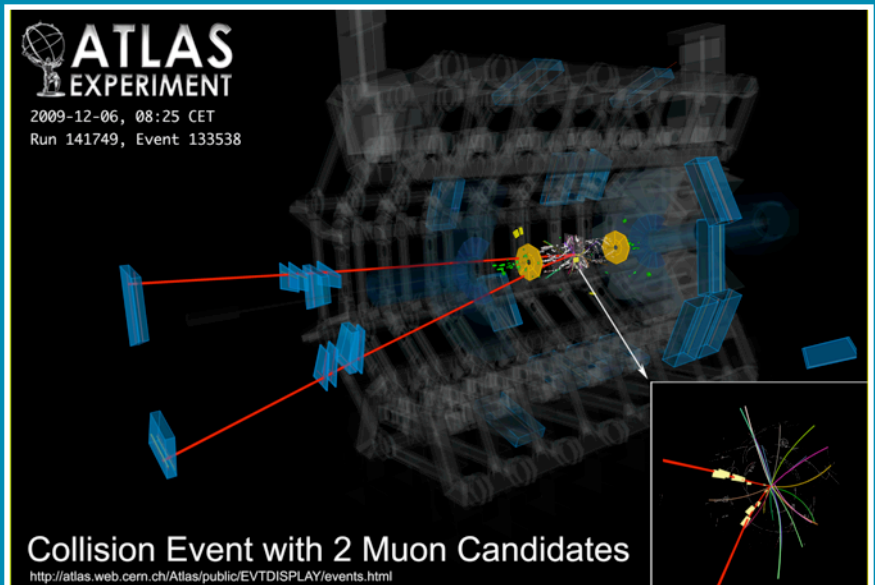 ATLAS
EXPERIMENT
2009-12-06, 08:25 CET
Run 141749, Event 133538
Collision Event with 2 Muon Candidates
http://atlas.web.cern.ch/Atlas/public/EVTDISPLAY/events.html